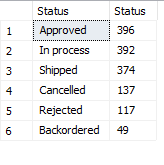 Status Status
1 Approved 396
2 In process 392
3 Shipped 374
4 Cancelled 137
5 Rejected 117
6 Backordered 49